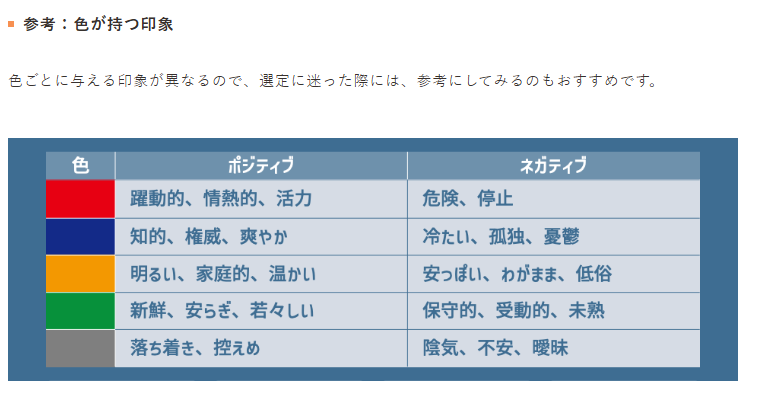 参考：色が持つ印象
色ごとに与える印象が異なるので、選定に迷った際には、参考にしてみるのもおすすめです。
色 ポジティブ ネガティブ
躍動的、情熱的、活力 危険、停止
知的、権威、爽やか 冷たい、孤独、憂鬱
明るい、家庭的、温かい 安っぽい、わがまま、低俗
新鮮、安らぎ、若々しい 保守的、受動的、未熟
落ち着き、控えめ 陰気、不安、曖昧